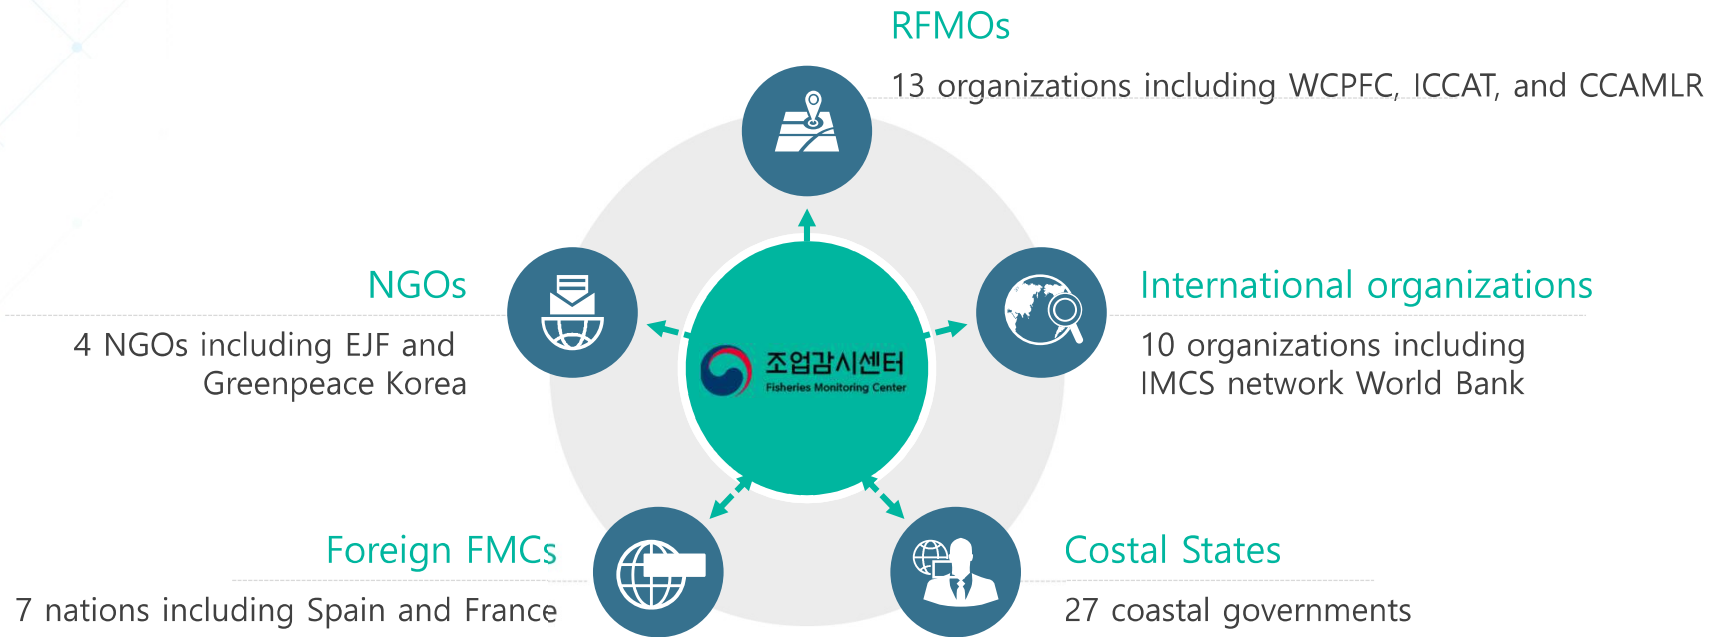 RFMOs
13 organizations including WCPFC, ICCAT, and CCAMLR
NGOs
4 NGOs including EJF and
Greenpeace Korea
International organizations
10 organizations including
IMCS network World Bank
조업감시센터
Fisheries Monitoring Center
Foreign FMCs
7 nations including Spain and France
Costal States
27 coastal governments